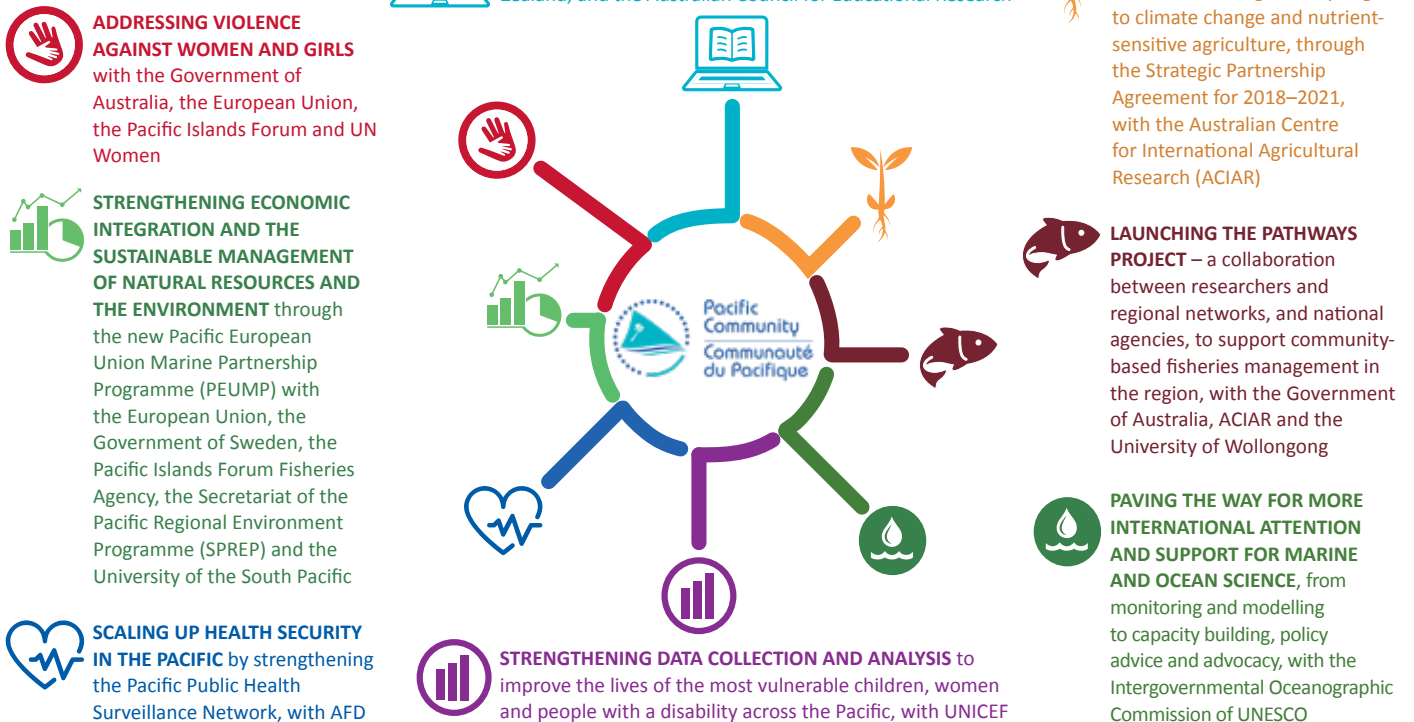 ADDRESSING VIOLENCE
AGAINST WOMEN AND GIRLS
with the Government of
Australia, the European Union,
the Pacific Islands Forum and UN
Women
STRENGTHENING ECONOMIC
INTEGRATION AND THE
SUSTAINABLE MANAGEMENT
OF NATURAL RESOURCES AND
THE ENVIRONMENT through
the new Pacific European
Union Marine Partnership
Programme (PEUMP) with
the European Union, the
Government of Sweden, the
Pacific Islands Forum Fisheries
Agency, the Secretariat of the
Pacific Regional Environment
Programme (SPREP) and the
University of the South Pacific
SCALING UP HEALTH SECURITY
IN THE PACIFIC by strengthening
the Pacific Public Health
Surveillance Network, with AFD
Zealand, and the Australian Council for Educational Research
Pacific
Community
Communauté
du Pacifique
STRENGTHENING DATA COLLECTION AND ANALYSIS to
improve the lives of the most vulnerable children, women
and people with a disability across the Pacific, with UNICEF
to climate change and nutrient-
sensitive agriculture, through
the Strategic Partnership
Agreement for 2018–2021,
with the Australian Centre
for International Agricultural
Research (ACIAR)
LAUNCHING THE PATHWAYS
PROJECT – a collaboration
between researchers and
regional networks, and national
agencies, to support community-
based fisheries management in
the region, with the Government
of Australia, ACIAR and the
University of Wollongong
PAVING THE WAY FOR MORE
INTERNATIONAL ATTENTION
AND SUPPORT FOR MARINE
AND OCEAN SCIENCE, from
monitoring and modelling
to capacity building, policy
advice and advocacy, with the
Intergovernmental Oceanographic
Commission of UNESCO